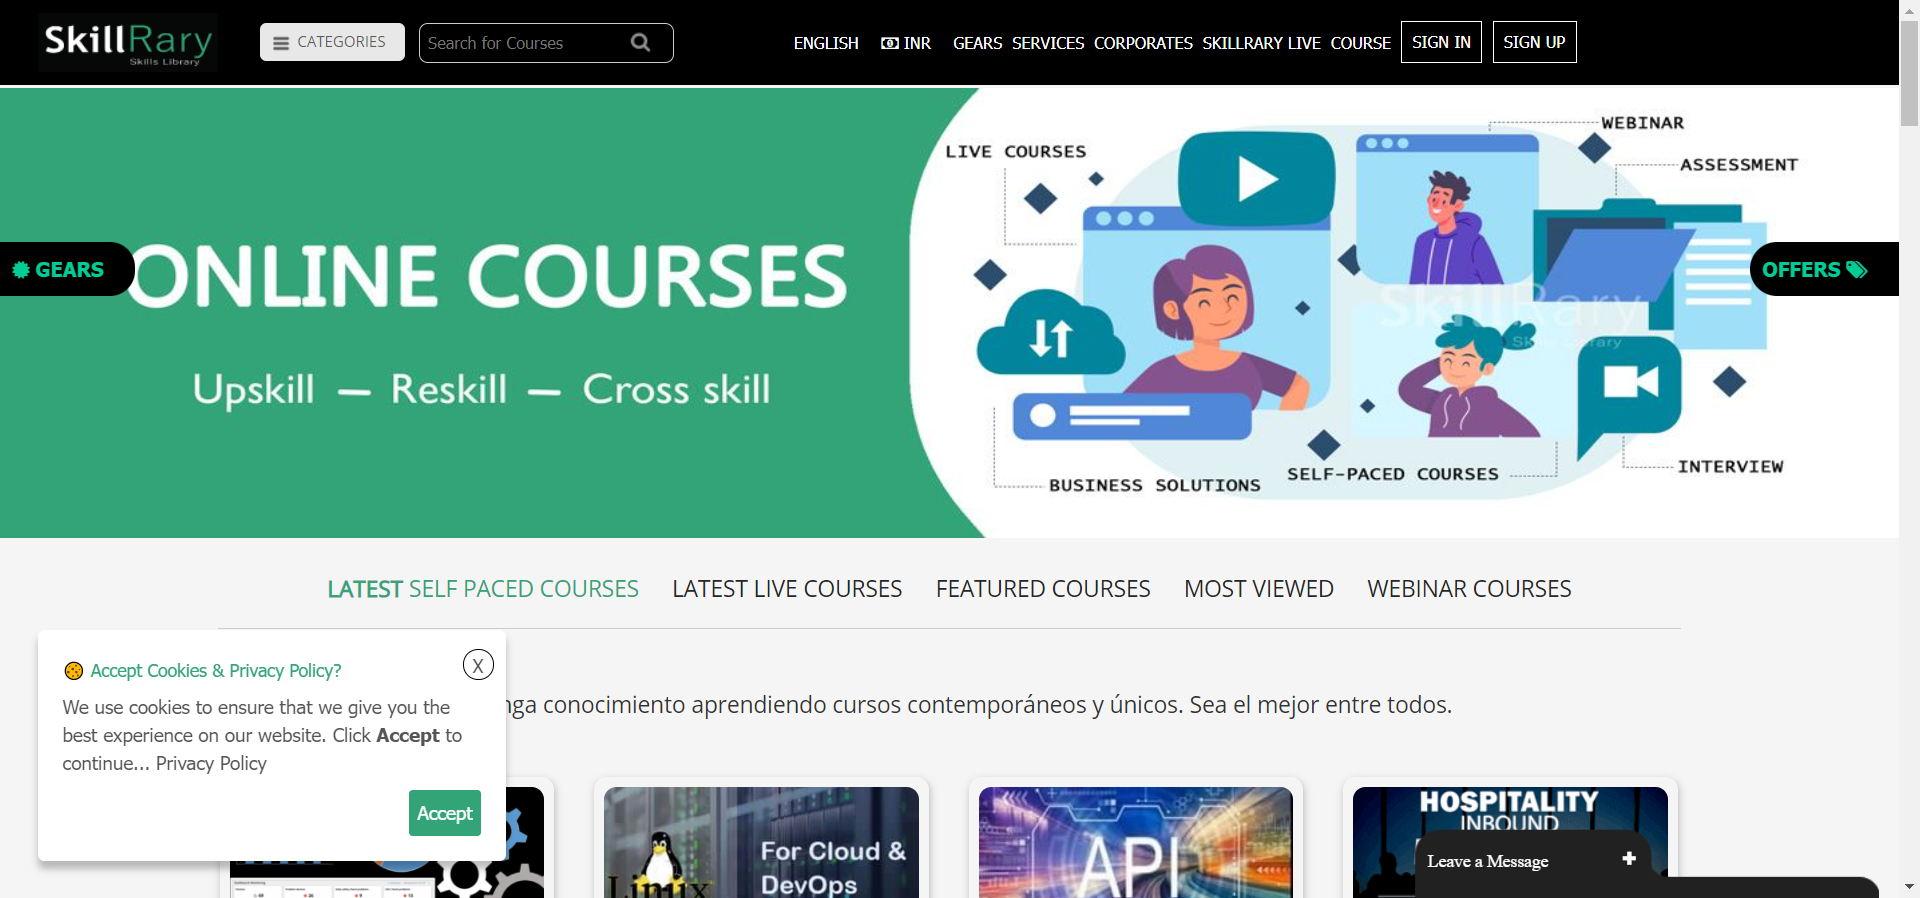 SkillRary
Skills Library
CATEGORIES
Search for Courses
ENGLISH
INR
GEARS
SERVICES
CORPORATES
SKILLRARY LIVE
COURSE
SIGN IN
SIGN UP
GEARS
ONLINE COURSES
Upskill — Reskill — Cross skill
LIVE COURSES
WEBINAR
ASSESSMENT
SkillRary
Skills Library
BUSINESS SOLUTIONS
SELF-PACED COURSES
INTERVIEW
OFFERS
LATEST SELF PACED COURSES
LATEST LIVE COURSES
FEATURED COURSES
MOST VIEWED
WEBINAR COURSES
nga conocimiento aprendiendo cursos contemporáneos y únicos. Sea el mejor entre todos.
Accept Cookies & Privacy Policy?
X
We use cookies to ensure that we give you the
best experience on our website. Click Accept to
continue... Privacy Policy
Accept
Linux
For Cloud &
DevOps
API
HOSPITALITY
INBOUND
Leave a Message